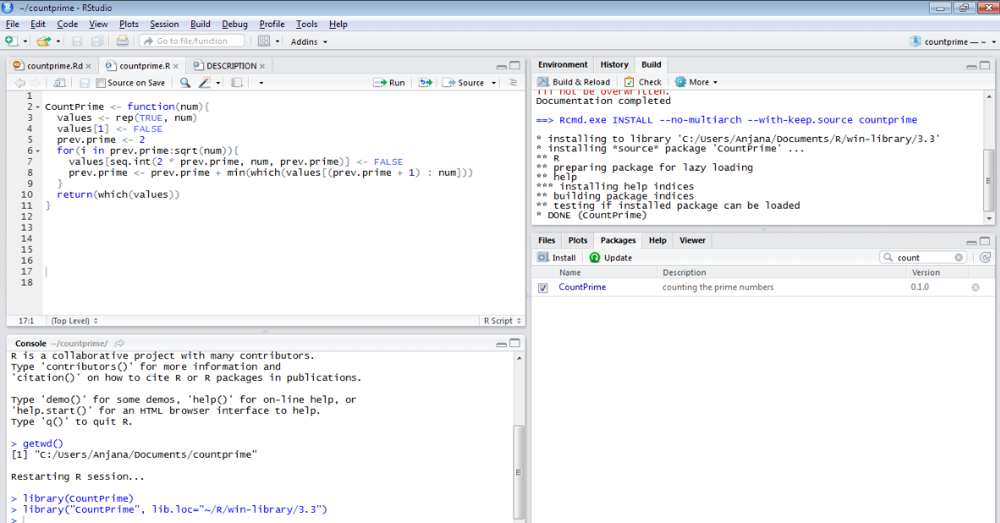 ~/countprime - RStudio
File Edit Code View Plots Session Build Debug Profile Tools Help
Go to file/function Addins countprime — ~
countprime.Rd countprime.R DESCRIPTION
Source on Save Run Source
1
2 CountPrime <- function(num){
3 values <- rep(TRUE, num)
4 values[1] <- FALSE
5 prev.prime <- 2
6 for(i in prev.prime:sqrt(num)){
7 values[seq.int(2 * prev.prime, num, prev.prime)] <- FALSE
8 prev.prime <- prev.prime + min(which(values[(prev.prime + 1) : num]))
9 }
10 return(which(values))
11 }
12
13
14
15
16
17
18
17:1 (Top Level) R Script
Console ~/countprime/
R is a collaborative project with many contributors.
Type 'contributors()' for more information and
'citation()' on how to cite R or R packages in publications.
Type 'demo()' for some demos, 'help()' for on-line help, or
'help.start()' for an HTML browser interface to help.
Type 'q()' to quit R.
> getwd()
[1] "C:/Users/Anjana/Documents/countprime"
Restarting R session...
> library(CountPrime)
> library("CountPrime", lib.loc="~/R/win-library/3.3")
>
Environment History Build
Build & Reload Check More
ill not be overwritten.
Documentation completed
==> Rcmd.exe INSTALL --no-multiarch --with-keep.source countprime
* installing to library 'C:/Users/Anjana/Documents/R/win-library/3.3'
* installing *source* package 'CountPrime' ...
** R
** preparing package for lazy loading
** help
*** installing help indices
** building package indices
** testing if installed package can be loaded
* DONE (CountPrime)
Files Plots Packages Help Viewer
Install Update count
Name Description Version
CountPrime counting the prime numbers 0.1.0